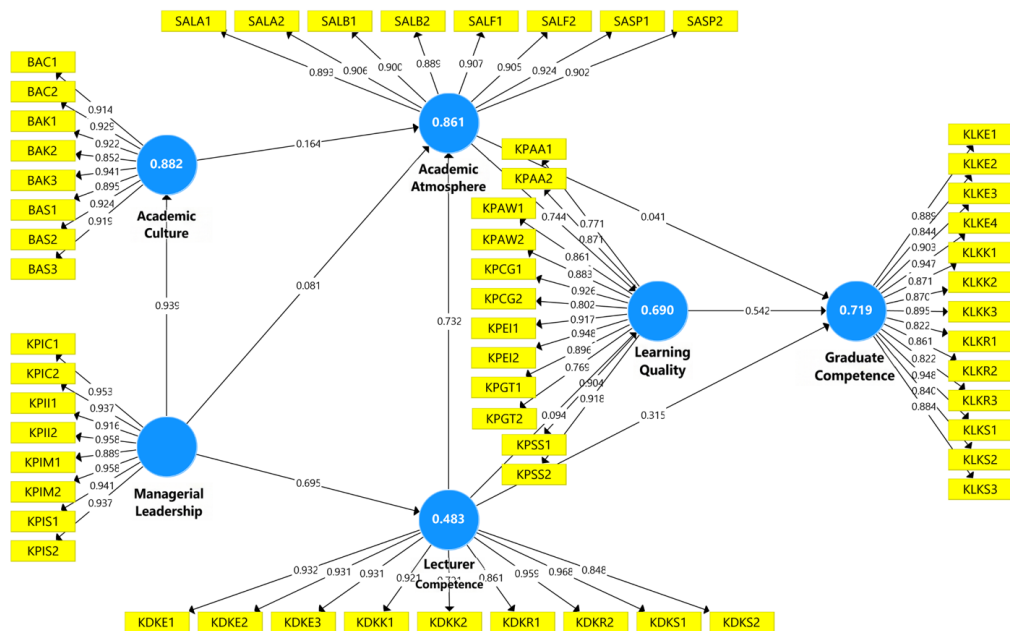 SALA1 SALA2 SALB1 SALB2 SALF1 SALF2 SASP1 SASP2
0.893 0.906 0.900 0.889 0.907 0.905 0.924 0.902
0.861
Academic
Atmosphere
BAC1
BAC2
BAK1
BAK2
BAK3
BAS1
BAS2
BAS3
0.914
0.929
0.922
0.852
0.941
0.895
0.924
0.919
0.882
Academic
Culture
0.164
0.939
0.081
0.732
0.695
KPIC1
KPIC2
KPII1
KPII2
KPIM1
KPIM2
KPIS1
KPIS2
0.953
0.937
0.916
0.958
0.889
0.958
0.941
0.937
Managerial
Leadership
KPAA1
KPAA2
KPAW1
KPAW2
KPCG1
KPCG2
KPEI1
KPEI2
KPGT1
KPGT2
KPSS1
KPSS2
0.744
0.771
0.871
0.861
0.883
0.926
0.802
0.917
0.948
0.896
0.769
0.904
0.918
0.094
0.041
0.690
Learning
Quality
0.542
0.315
0.719
Graduate
Competence
KLKE1
KLKE2
KLKE3
KLKE4
KLKK1
KLKK2
KLKK3
KLKR1
KLKR2
KLKR3
KLKS1
KLKS2
KLKS3
0.889
0.844
0.903
0.947
0.871
0.870
0.895
0.822
0.861
0.822
0.948
0.840
0.884
0.483
Lecturer
Competence
0.932 0.931 0.931 0.921 0.861 0.959 0.968 0.848
KDKE1 KDKE2 KDKE3 KDKK1 KDKK2 KDKR1 KDKR2 KDKS1 KDKS2